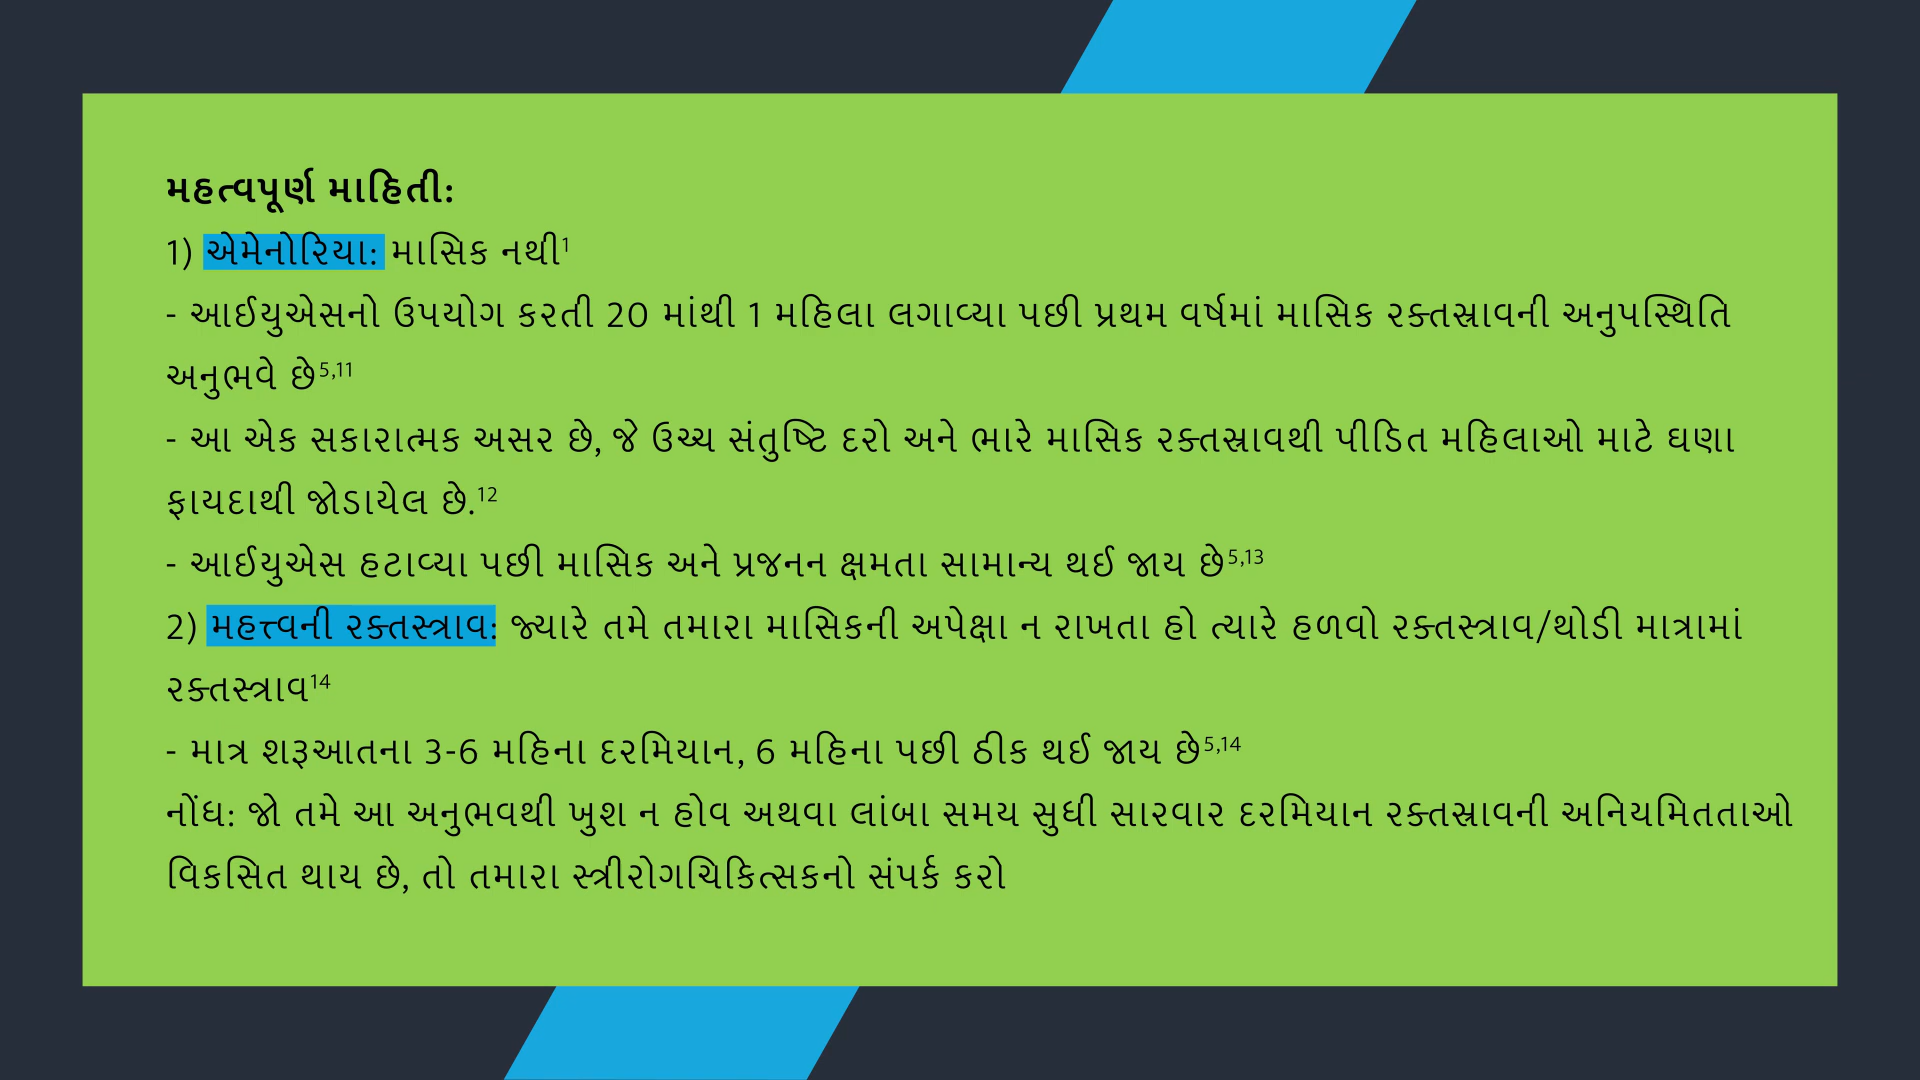 મહત્વપૂર્ણ માહિતી:
1) એમેનોરિયા: માસિક નથી¹
- આઈયુએસનો ઉપયોગ કરતી 20 માંથી 1 મહિલા લગાવ્યા પછી પ્રથમ વર્ષમાં માસિક રક્તસ્રાવની અનુપસ્થિતિ
અનુભવે છે⁵,¹¹
- આ એક સકારાત્મક અસર છે, જે ઉચ્ચ સંતુષ્ટિ દરો અને ભારે માસિક રક્તસ્રાવથી પીડિત મહિલાઓ માટે ઘણા
ફાયદાથી જોડાયેલ છે.¹²
- આઈયુએસ હટાવ્યા પછી માસિક અને પ્રજનન ક્ષમતા સામાન્ય થઈ જાય છે⁵,¹³
2) મહત્ત્વની રક્તસ્ત્રાવ: જ્યારે તમે તમારા માસિકની અપેક્ષા ન રાખતા હો ત્યારે હળવો રક્તસ્ત્રાવ/થોડી માત્રામાં
રક્તસ્ત્રાવ¹⁴
- માત્ર શરૂઆતના 3-6 મહિના દરમિયાન, 6 મહિના પછી ઠીક થઈ જાય છે⁵,¹⁴
નોંધ: જો તમે આ અનુભવથી ખુશ ન હોવ અથવા લાંબા સમય સુધી સારવાર દરમિયાન રક્તસ્રાવની અનિયમિતતાઓ
વિકસિત થાય છે, તો તમારા સ્ત્રીરોગચિકિત્સકનો સંપર્ક કરો